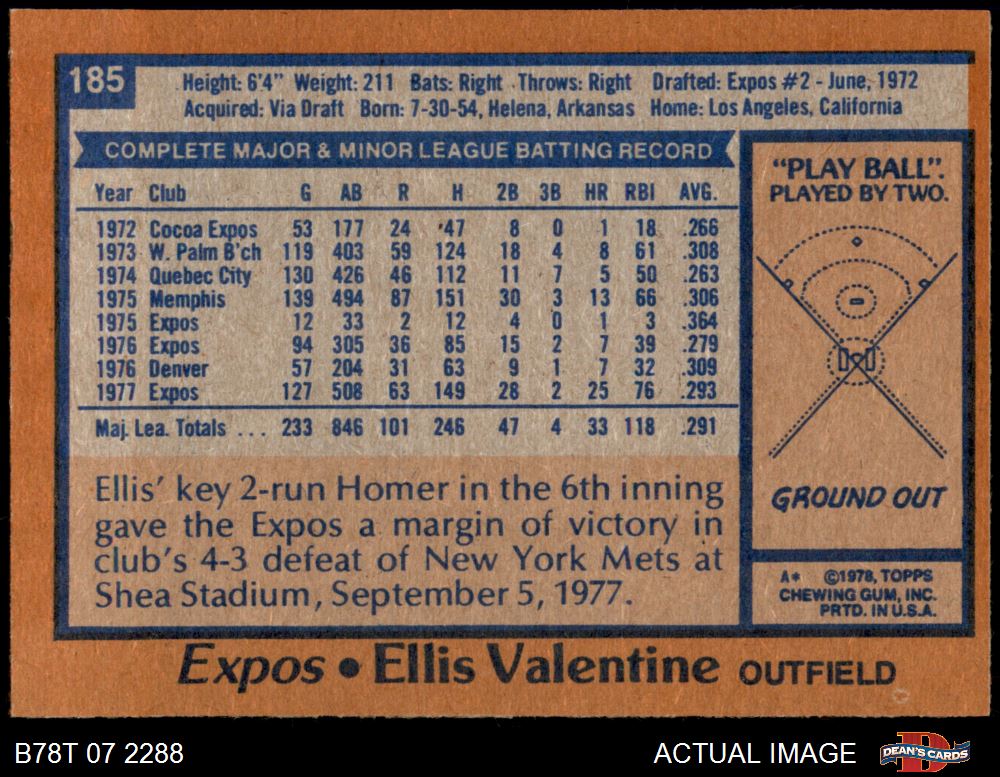 185
Height: 6'4" Weight: 211 Bats: Right Throws: Right Drafted: Expos #2 - June, 1972
Acquired: Via Draft Born: 7-30-54, Helena, Arkansas Home: Los Angeles, California
COMPLETE MAJOR & MINOR LEAGUE BATTING RECORD
Year Club G AB R H 2B 3B HR RBI AVG.
1972 Cocoa Expos 53 177 24 47 8 0 1 18 .266
1973 W. Palm B'ch 119 403 59 124 18 4 8 61 .308
1974 Quebec City 130 426 46 112 11 7 5 50 .263
1975 Memphis 139 494 87 151 30 3 13 66 .306
1975 Expos 12 33 2 12 4 0 1 3 .364
1976 Expos 94 305 36 85 15 2 7 39 .279
1976 Denver 57 204 31 63 9 1 7 32 .309
1977 Expos 127 508 63 149 28 2 25 76 .293
Maj. Lea. Totals ... 233 846 101 246 47 4 33 118 .291
Ellis' key 2-run Homer in the 6th inning
gave the Expos a margin of victory in
club's 4-3 defeat of New York Mets at
Shea Stadium, September 5, 1977.
"PLAY BALL".
PLAYED BY TWO.
GROUND OUT
A* ©1978, TOPPS
CHEWING GUM, INC.
PRTD. IN U.S.A.
Expos • Ellis Valentine OUTFIELD
B78T 07 2288
ACTUAL IMAGE
DEAN'S CARDS